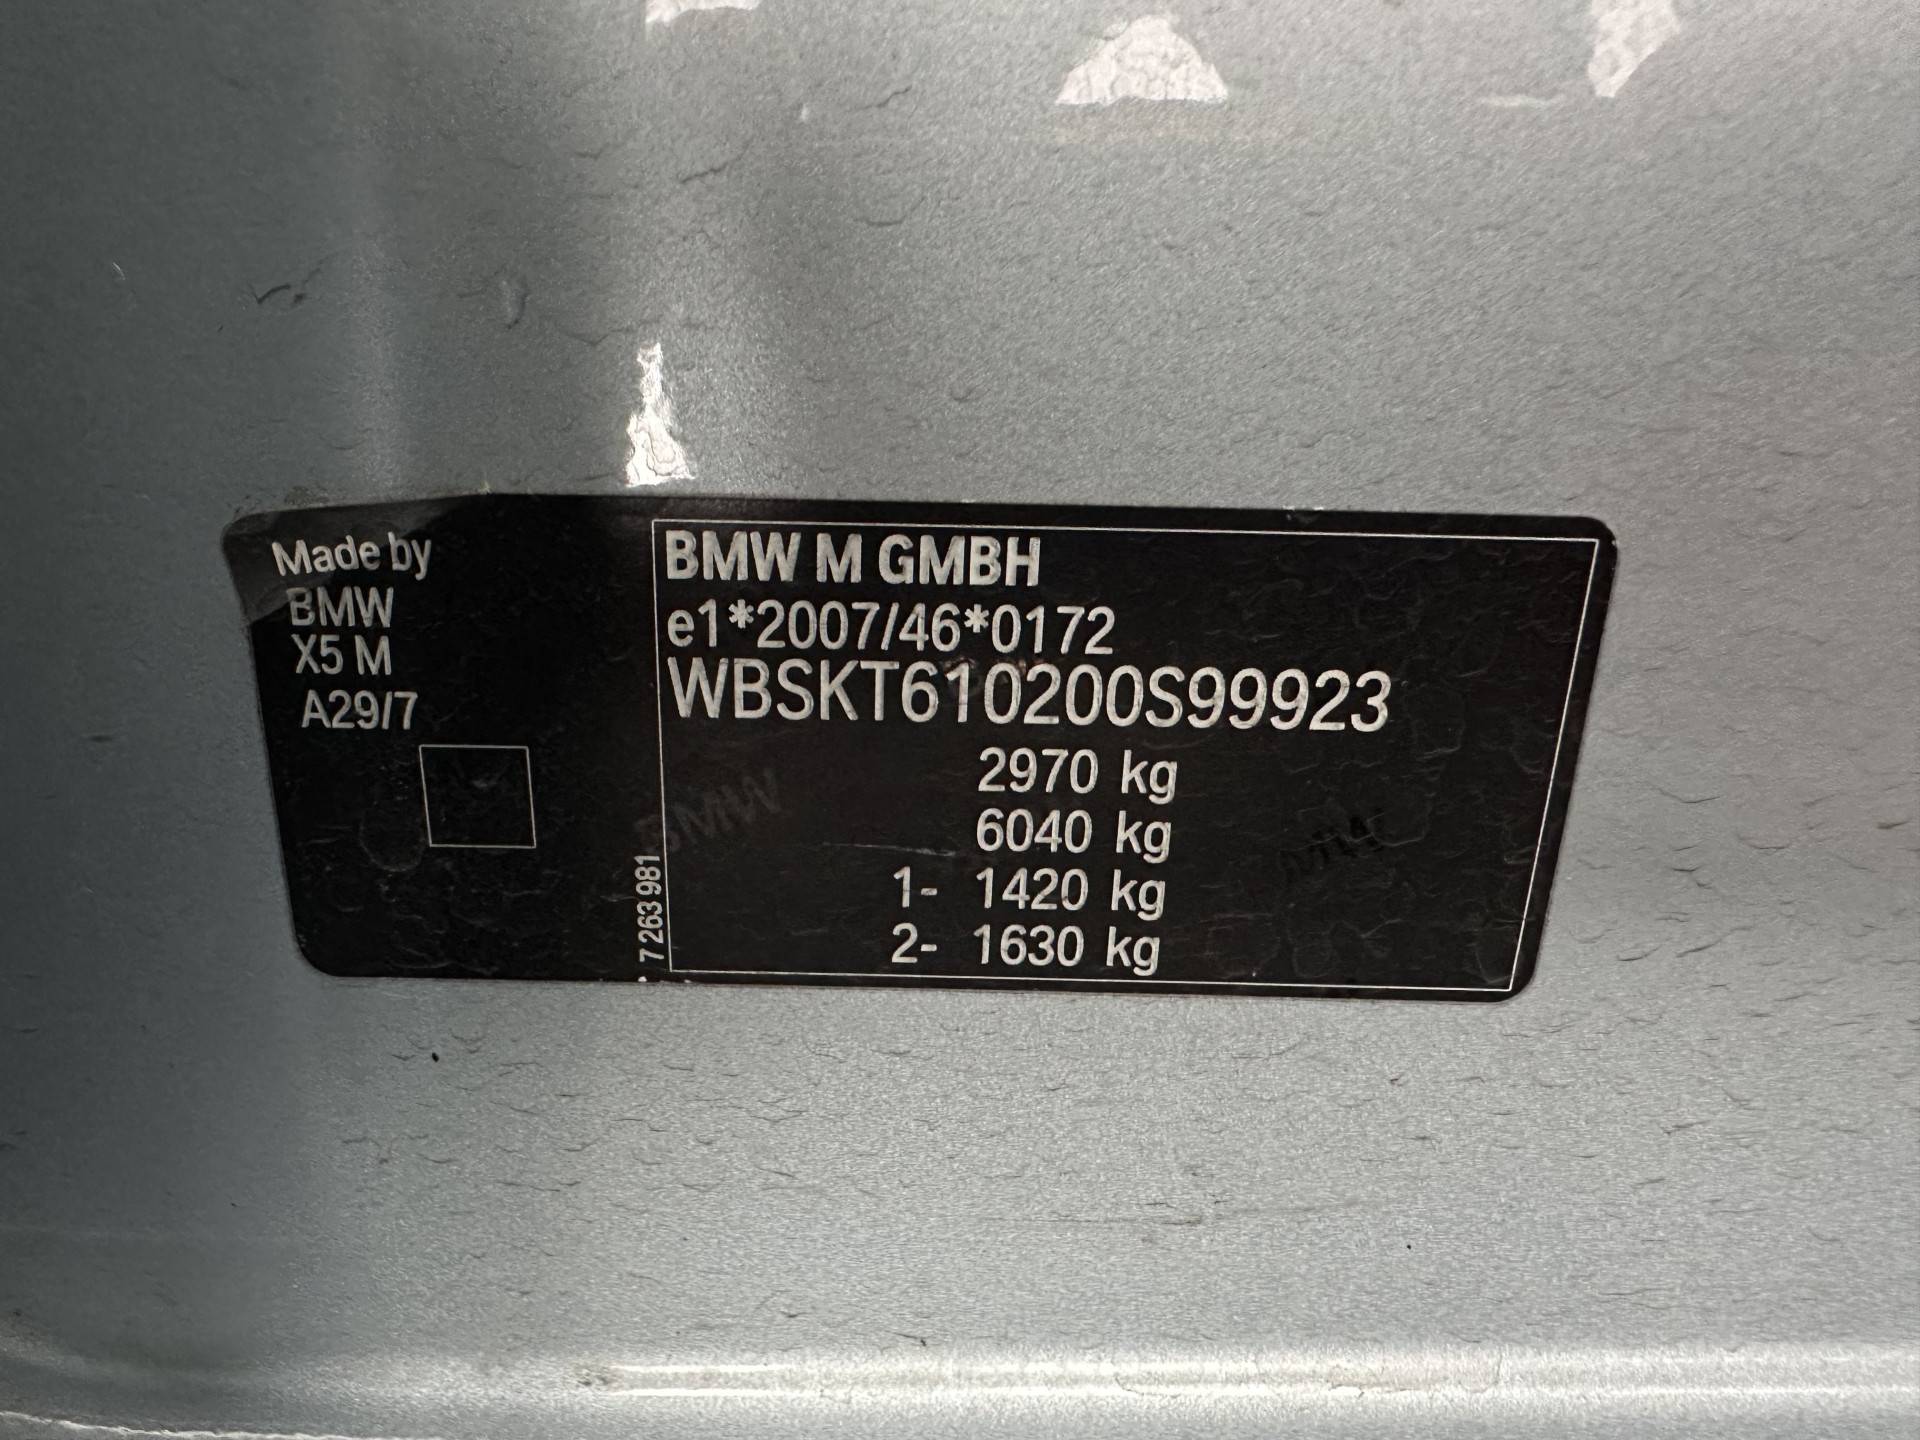 Made by
BMW
X5 M
A29/7
7 263 981
BMW M GMBH
e1*2007/46*0172
WBSKT610200S99923
2970 kg
6040 kg
1- 1420 kg
2- 1630 kg
BMW